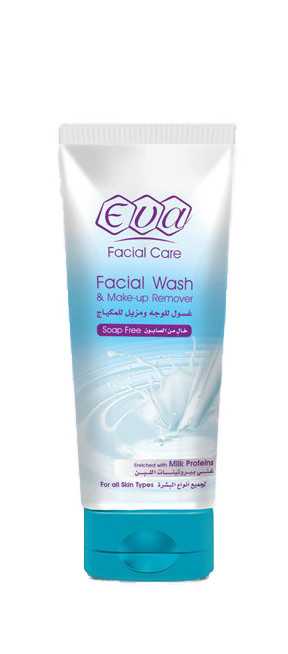 Eva
Facial Care
Facial Wash
& Make-up Remover
غسول للوجه ومزيل للمكياج
Soap Free خال من الصابون
Enriched with Milk Proteins
غني ببروتينات اللبن
For all Skin Types لجميع أنواع البشرة